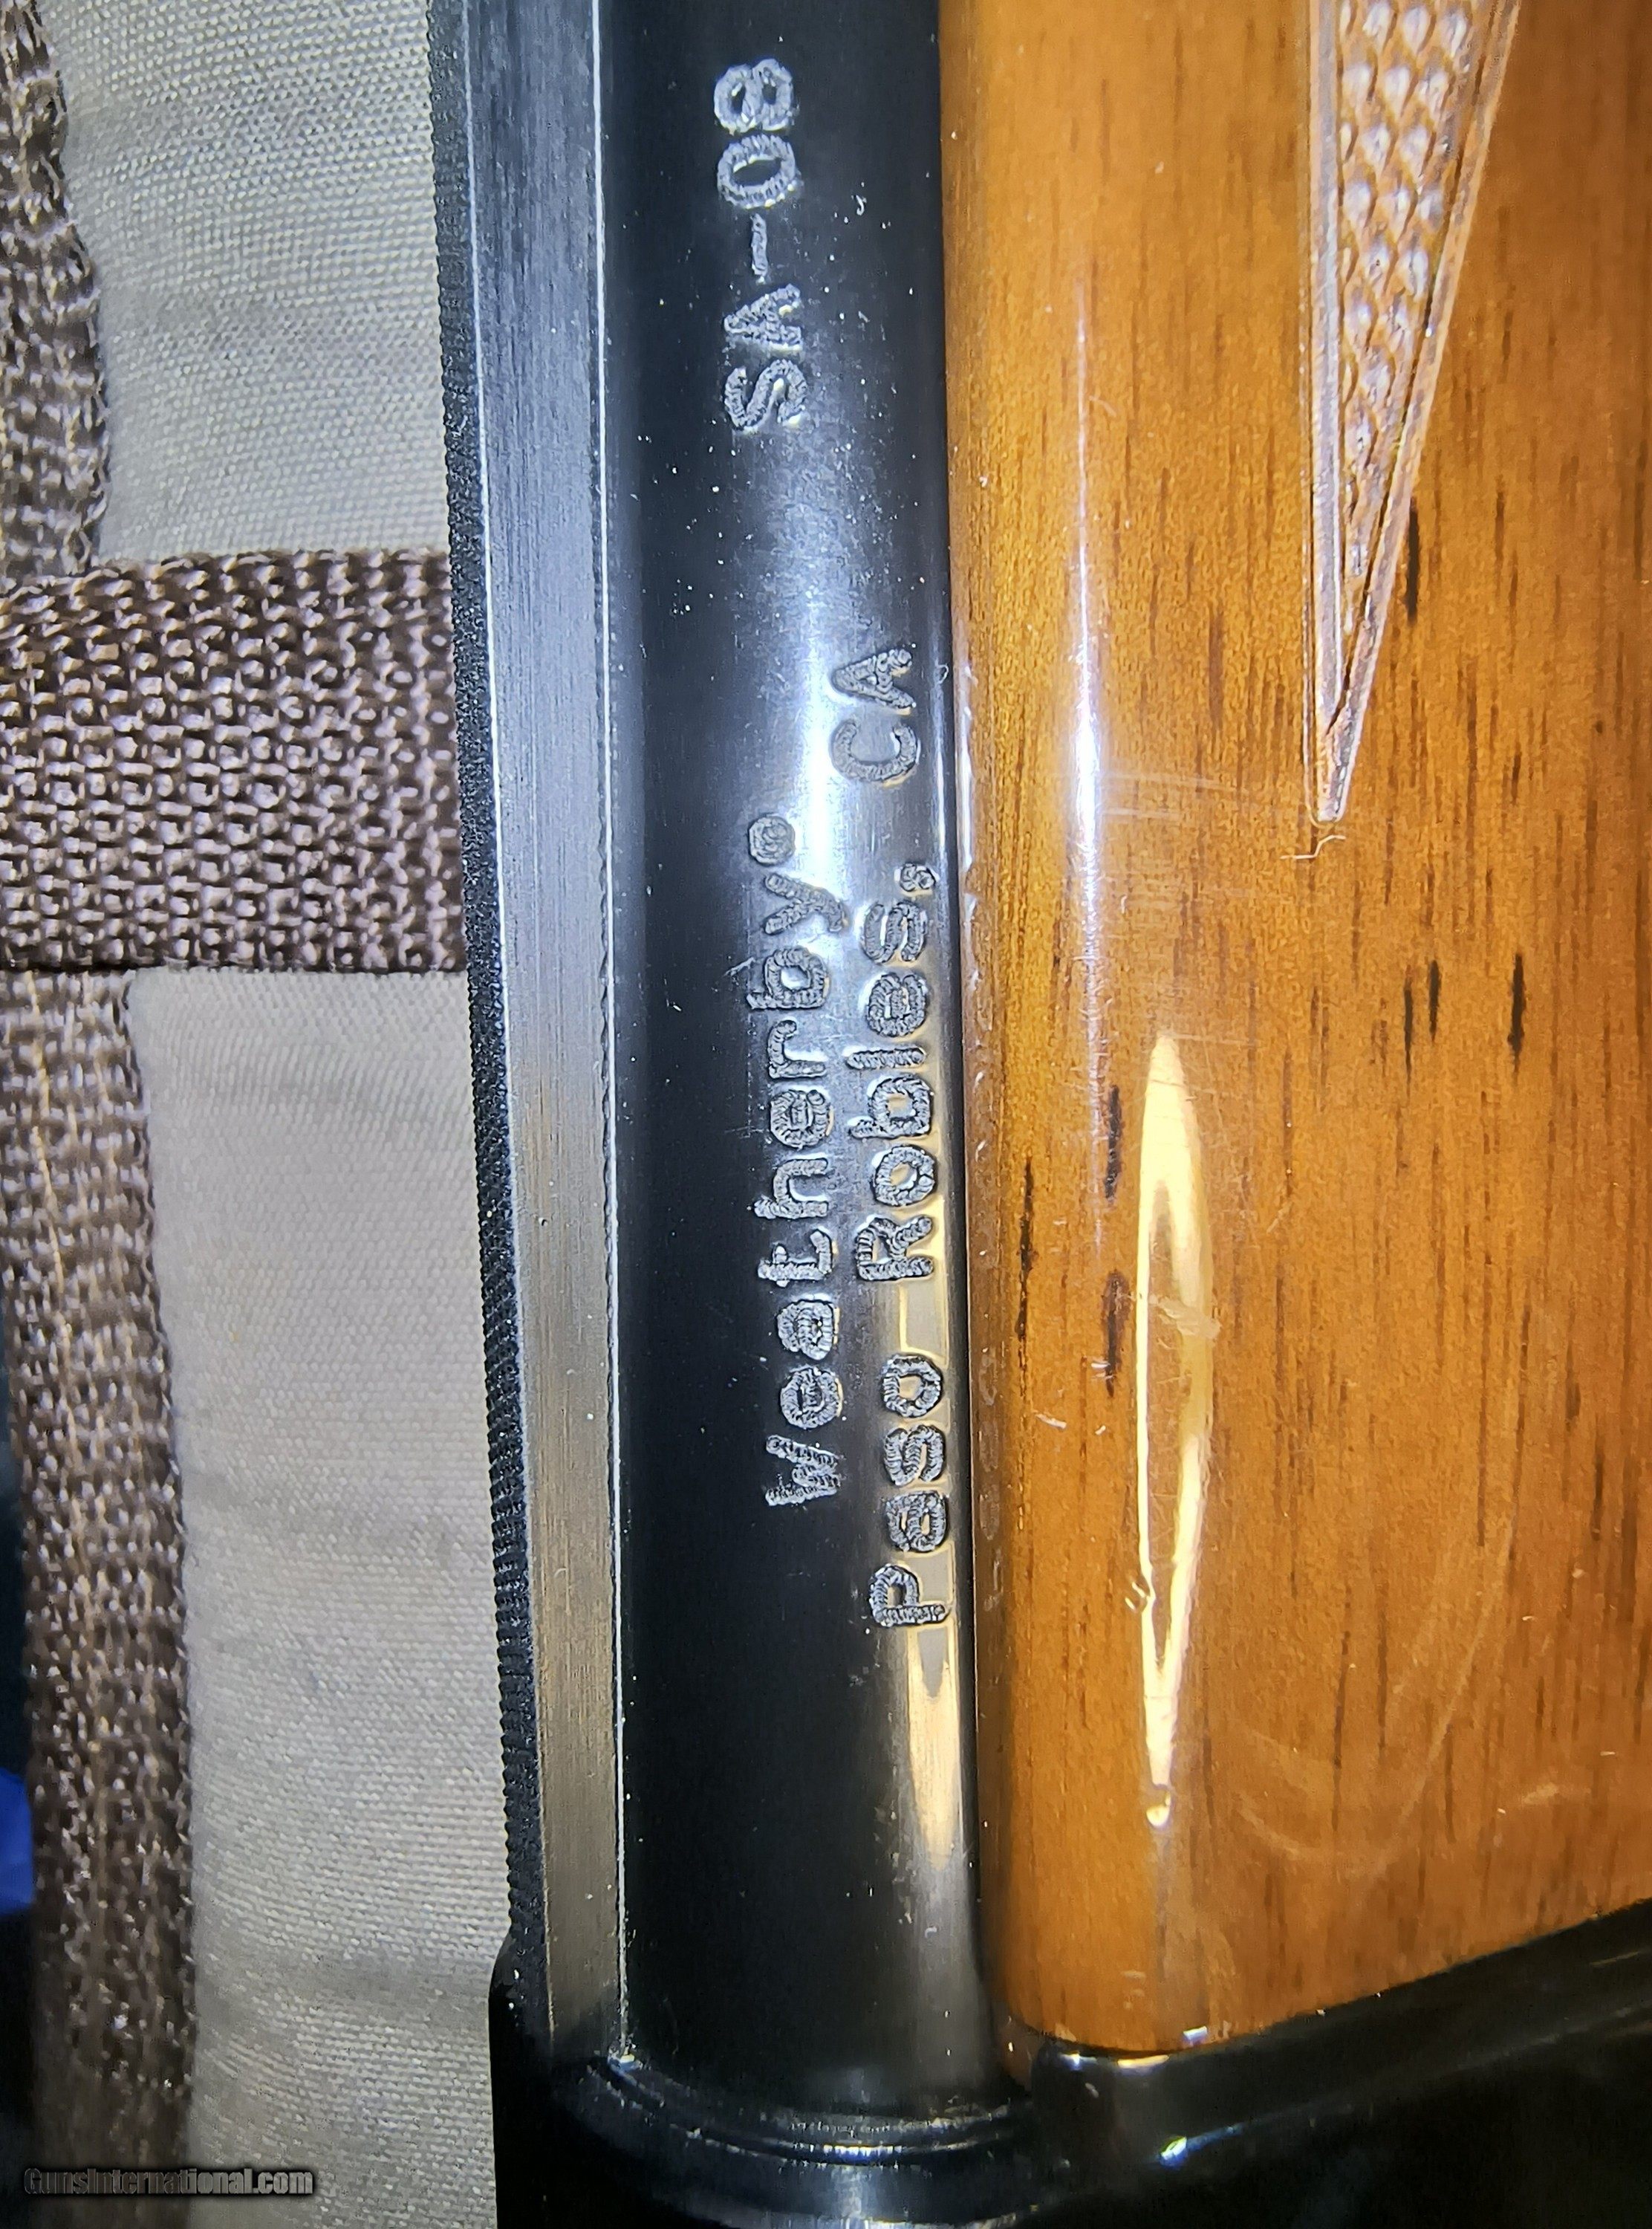 Weatherby® SA-08
Paso Robles, CA
GunsInternational.com